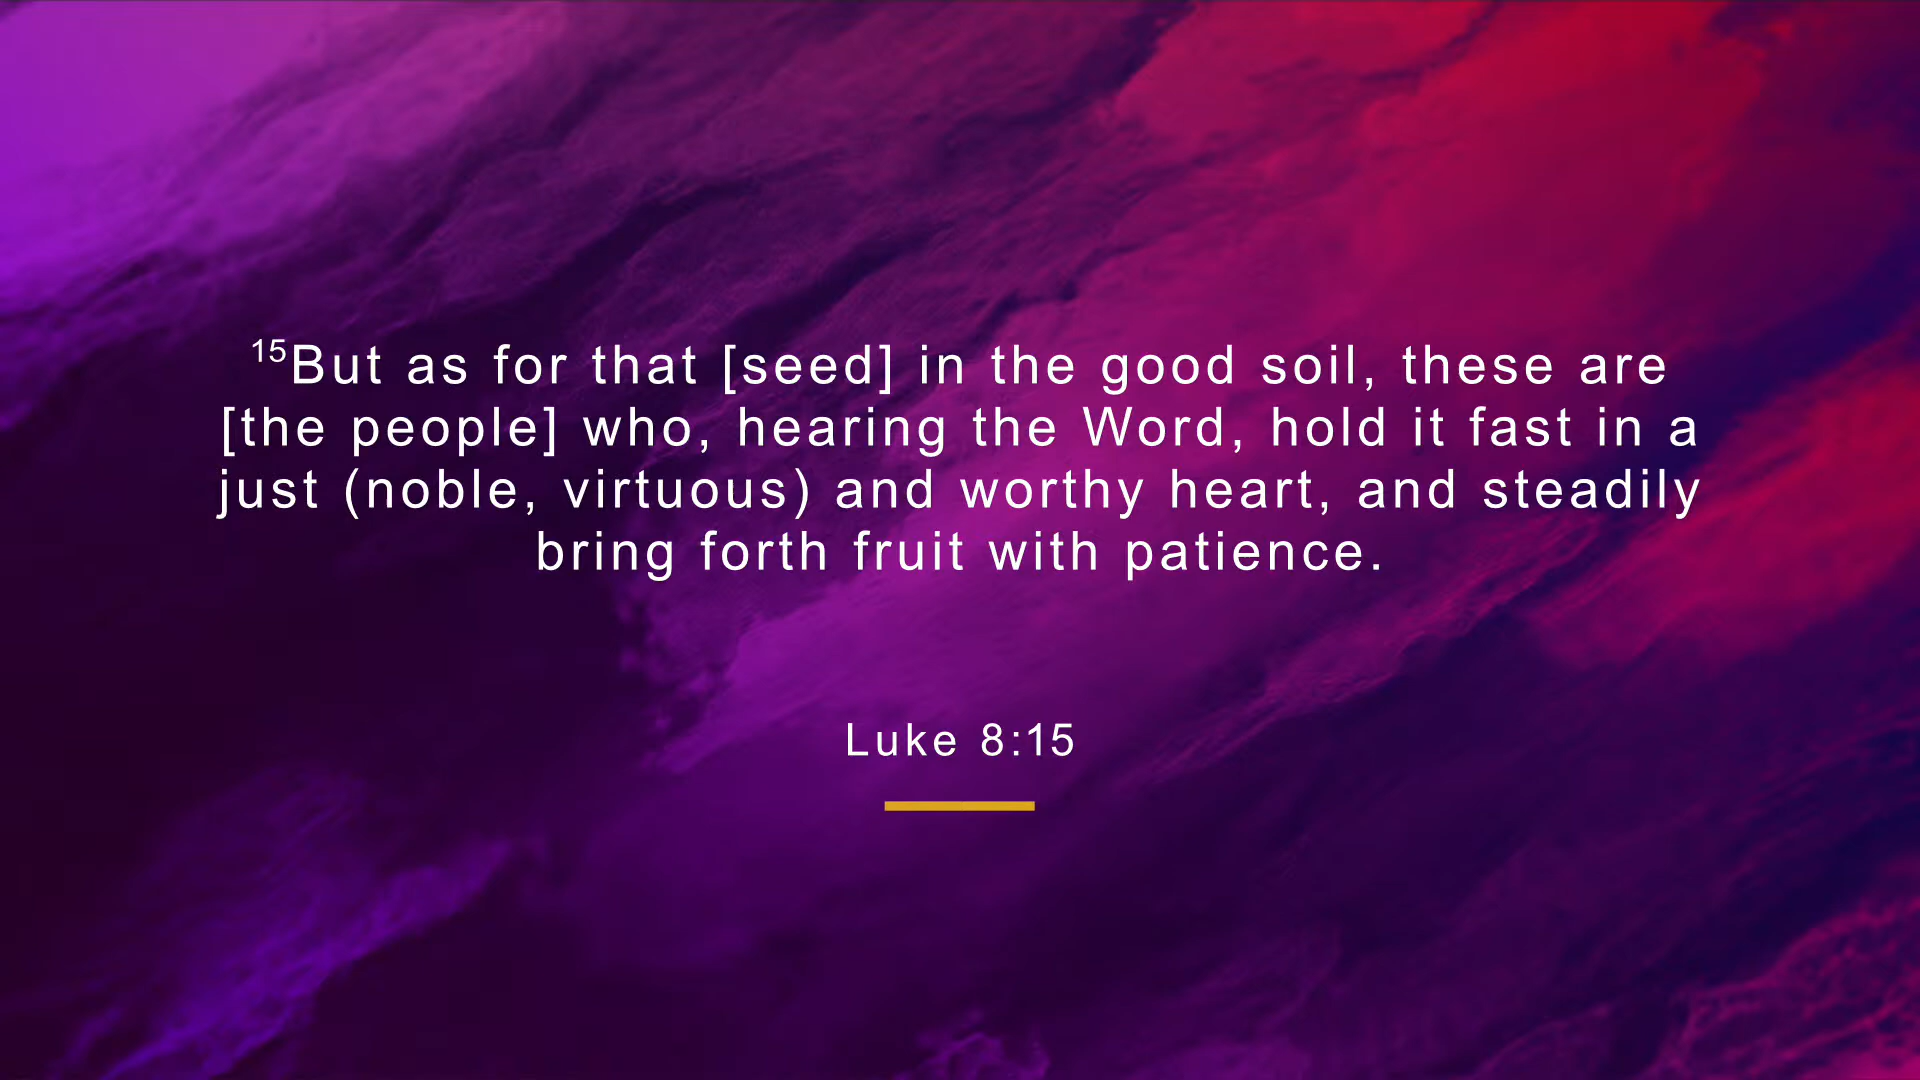 15But as for that [seed] in the good soil, these are
[the people] who, hearing the Word, hold it fast in a
just (noble, virtuous) and worthy heart, and steadily
bring forth fruit with patience.
Luke 8:15